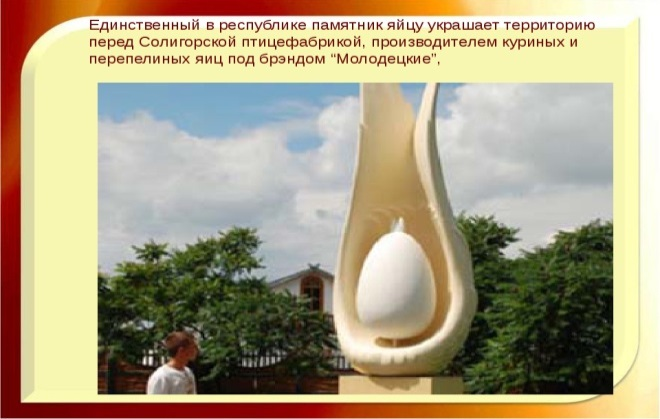 Единственный в республике памятник яйцу украшает территорию
перед Солигорской птицефабрикой, производителем куриных и
перепелиных яиц под брэндом “Молодецкие”,